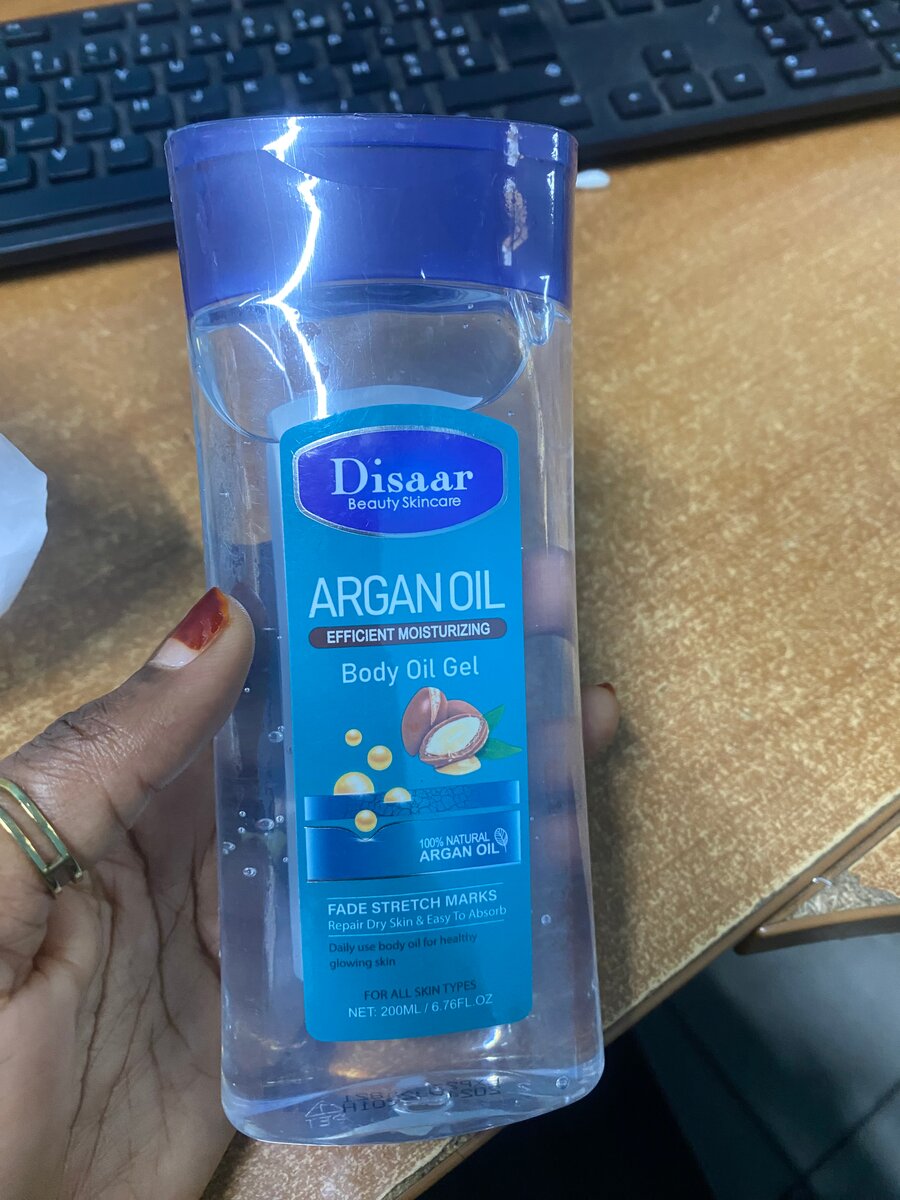 Disaar
Beauty Skincare
ARGAN OIL
EFFICIENT MOISTURIZING
Body Oil Gel
100% NATURAL
ARGAN OIL
FADE STRETCH MARKS
Repair Dry Skin & Easy To Absorb
Daily use body oil for healthy
glowing skin
FOR ALL SKIN TYPES
NET: 200ML / 6.76FL.OZ